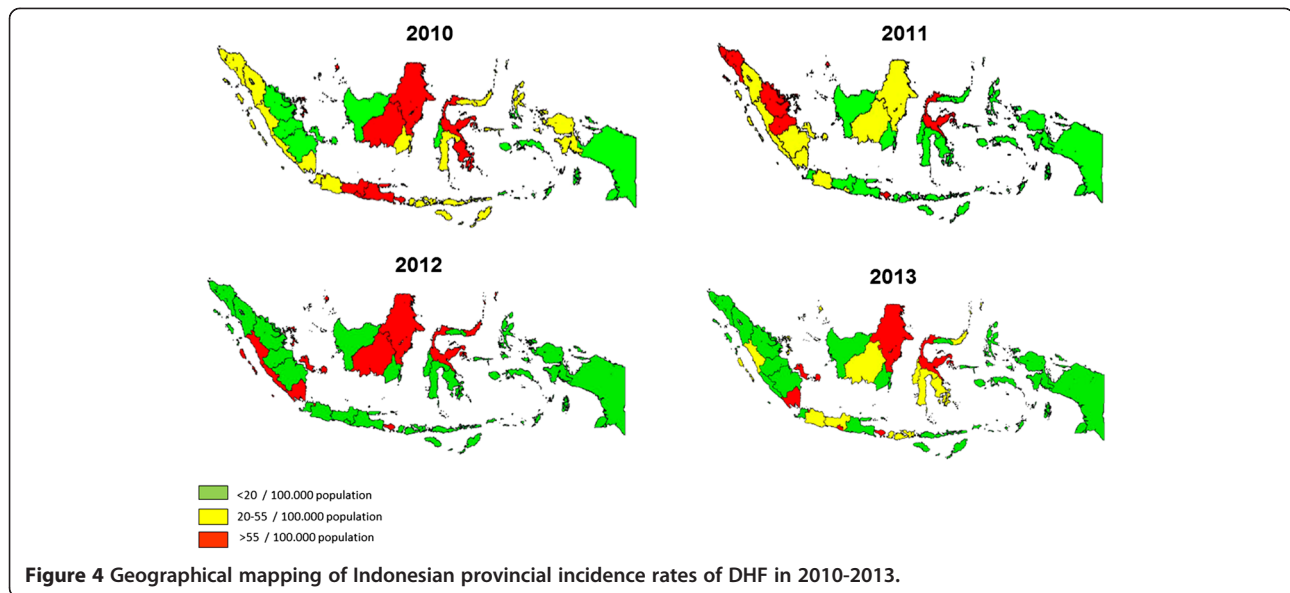 2010
2011
2012
2013
<20 / 100.000 population
20-55 / 100.000 population
>55 / 100.000 population
Figure 4 Geographical mapping of Indonesian provincial incidence rates of DHF in 2010-2013.